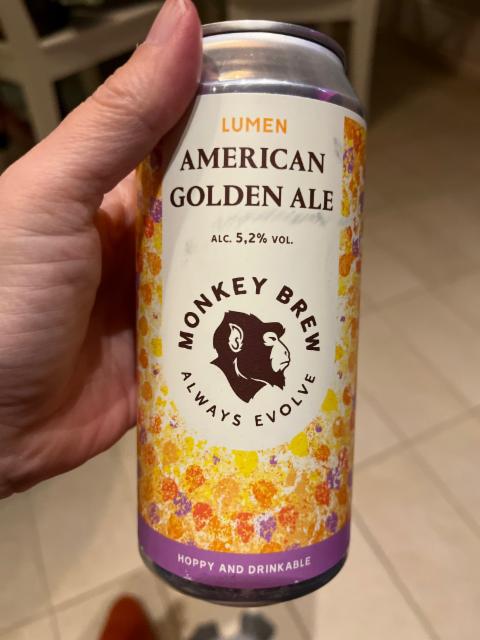 LUMEN
AMERICAN
GOLDEN ALE
ALC. 5,2% VOL.
MONKEY BREW
ALWAYS EVOLVE
HOPPY AND DRINKABLE